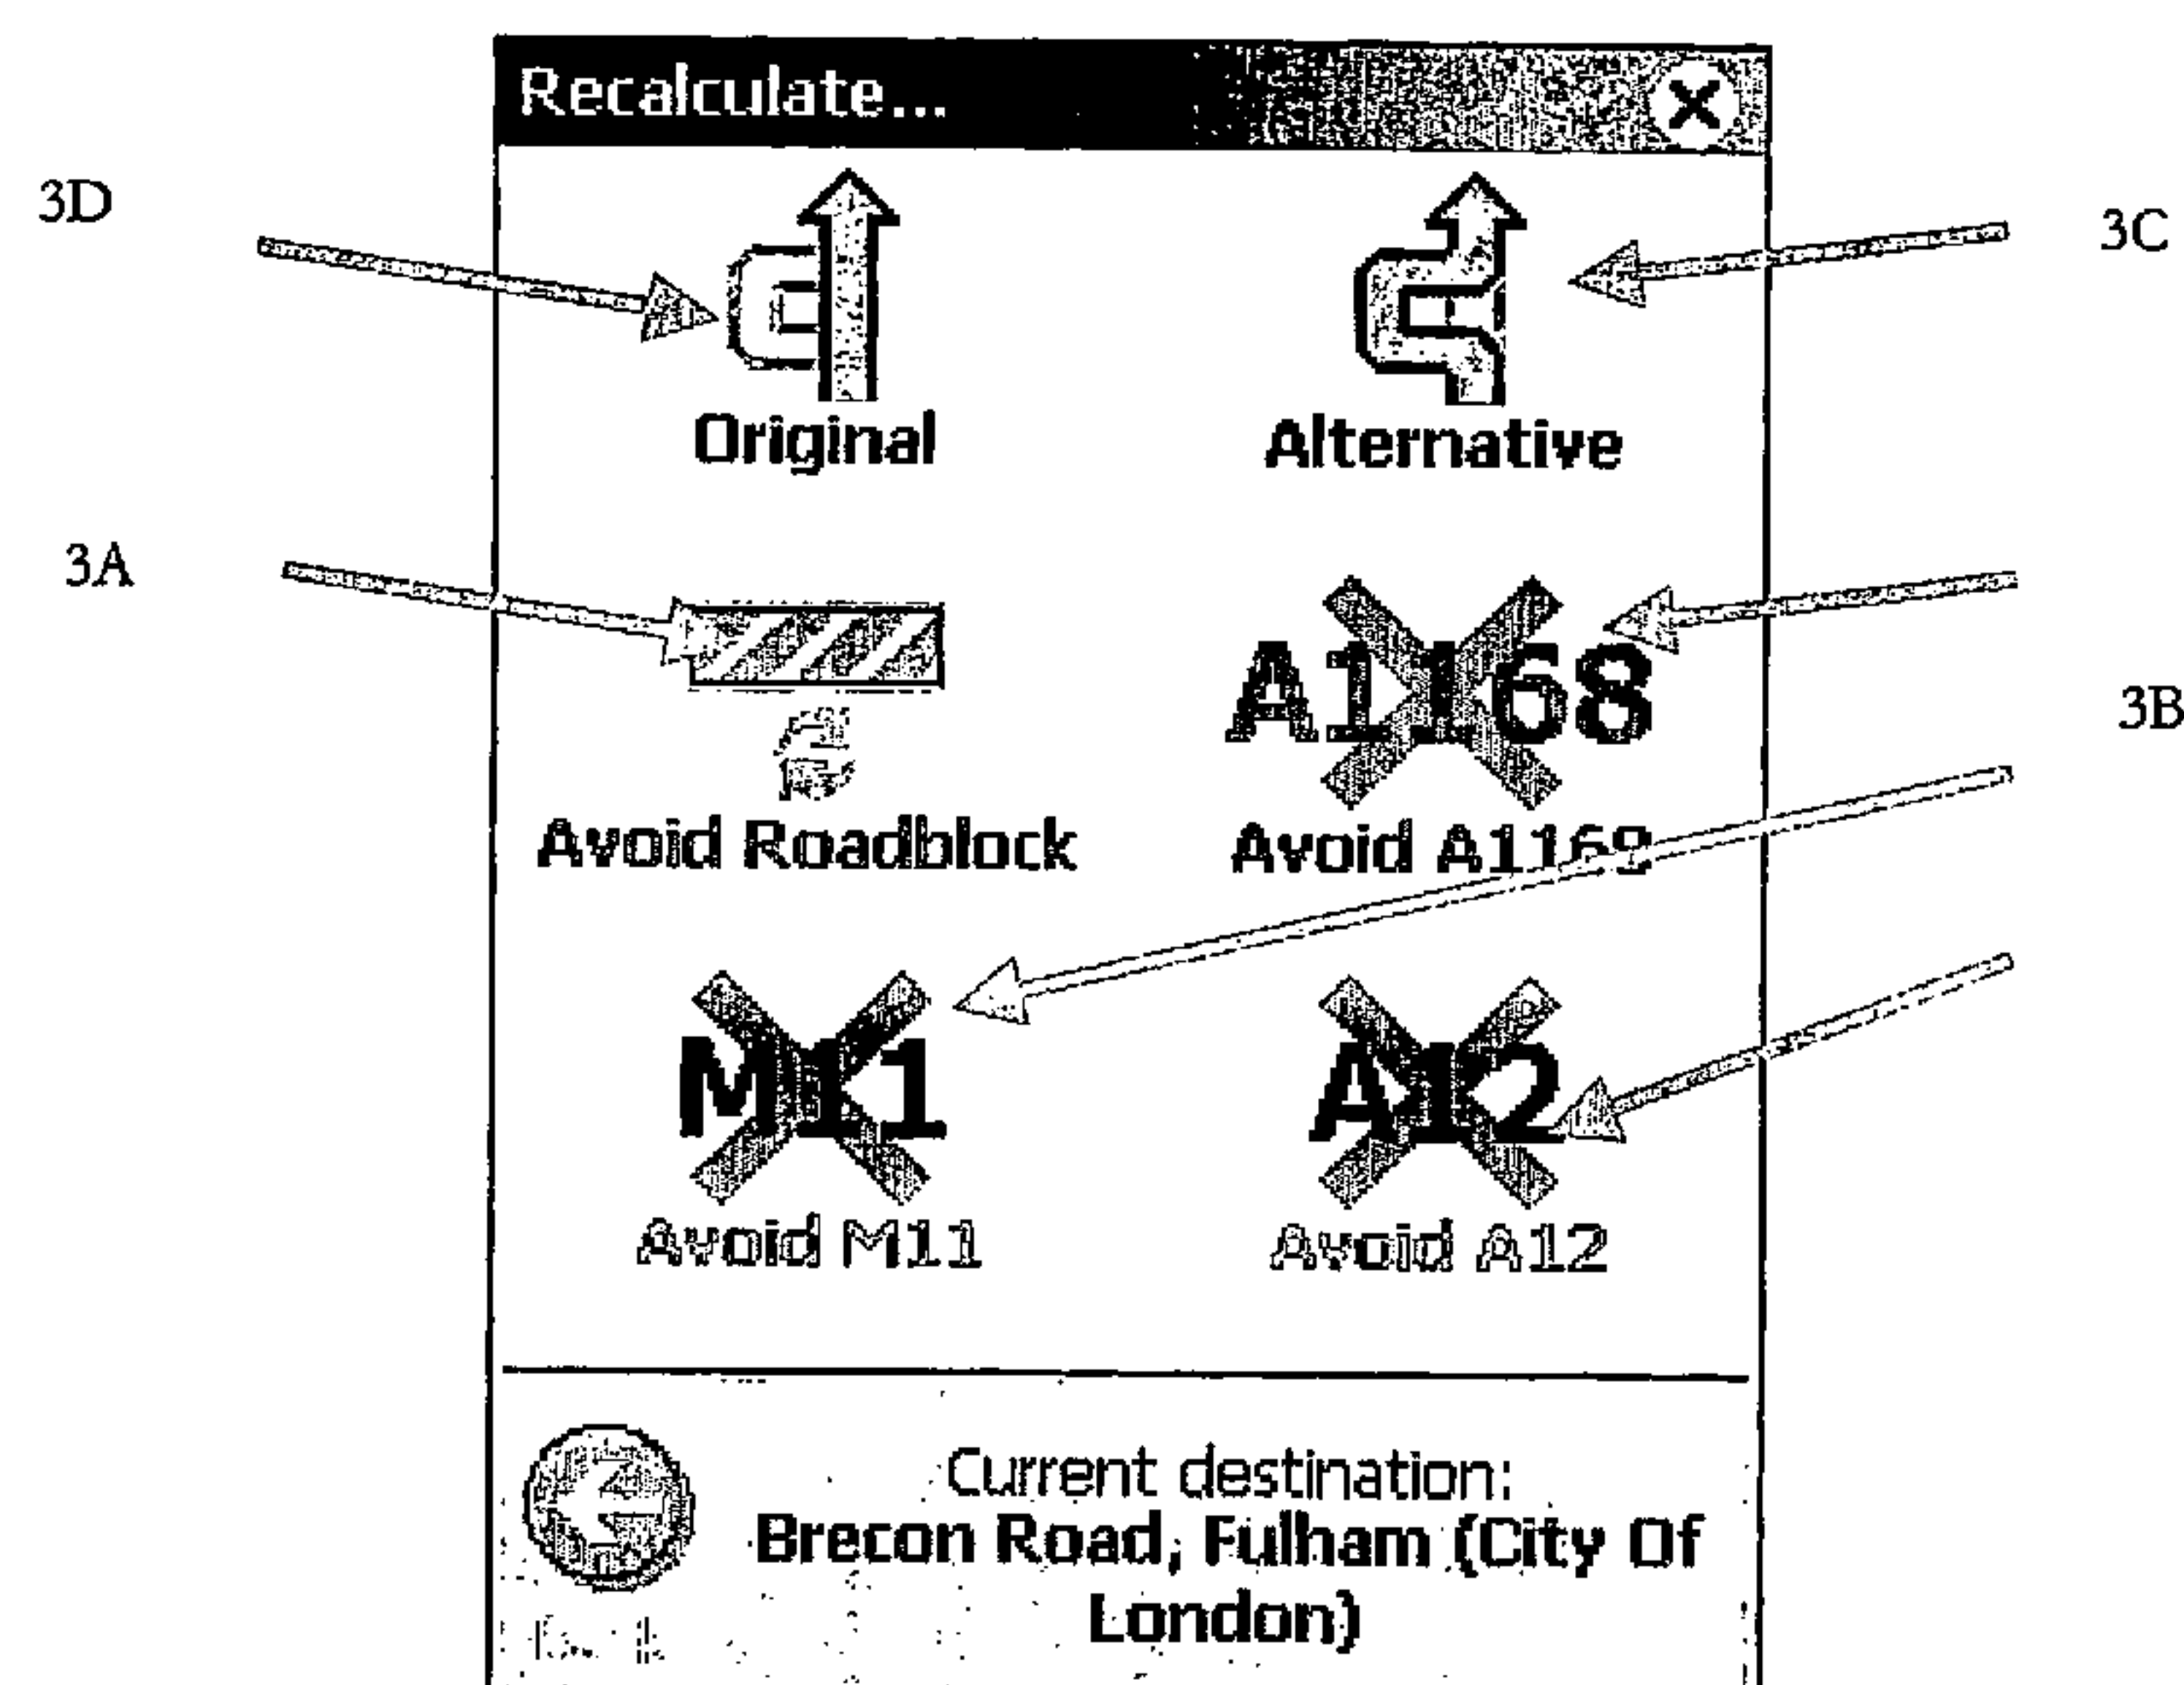 Recalculate...
3D
3C
Original
Alternative
3A
A1168
3B
Avoid Roadblock
Avoid
M11
A12
Avoid M11
Avoid A12
Current destination:
Brecon Road, Fulham (City Of
London)